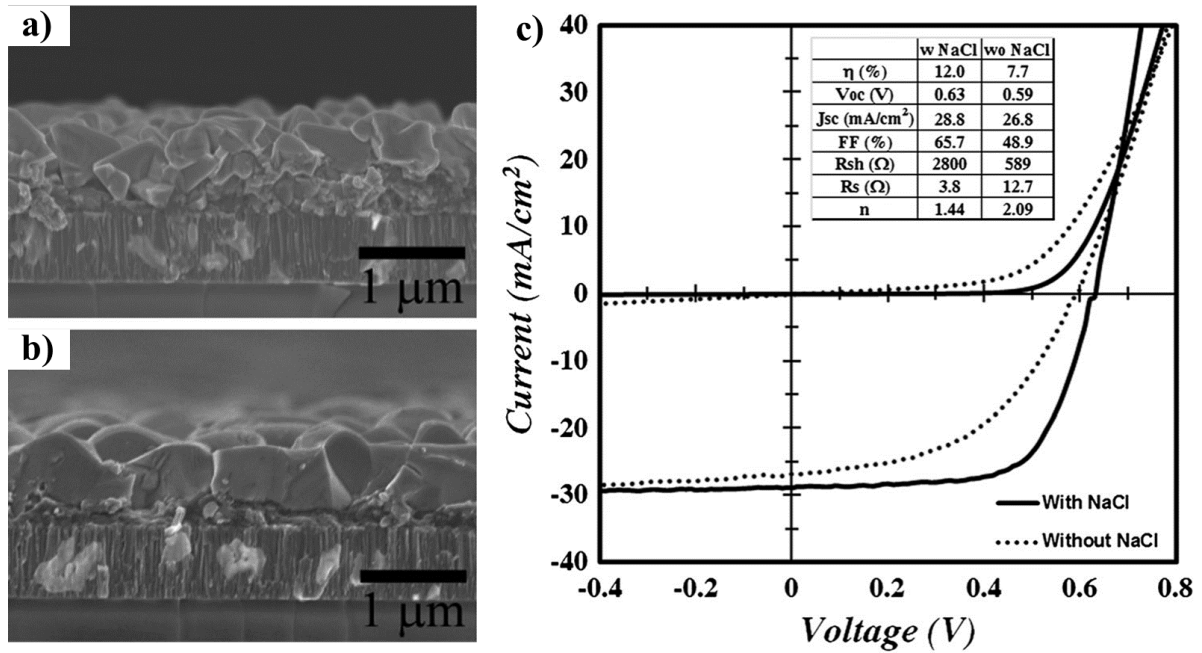 a)
1 μm
b)
1 μm
c)
w NaCl wo NaCl
η (%) 12.0 7.7
Voc (V) 0.63 0.59
Jsc (mA/cm²) 28.8 26.8
FF (%) 65.7 48.9
Rsh (Ω) 2800 589
Rs (Ω) 3.8 12.7
n 1.44 2.09
Current (mA/cm²)
40
30
20
10
0
-10
-20
-30
-40
With NaCl
Without NaCl
-0.4 -0.2 0 0.2 0.4 0.6 0.8
Voltage (V)